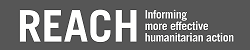 REACH
Informing
more effective
humanitarian action